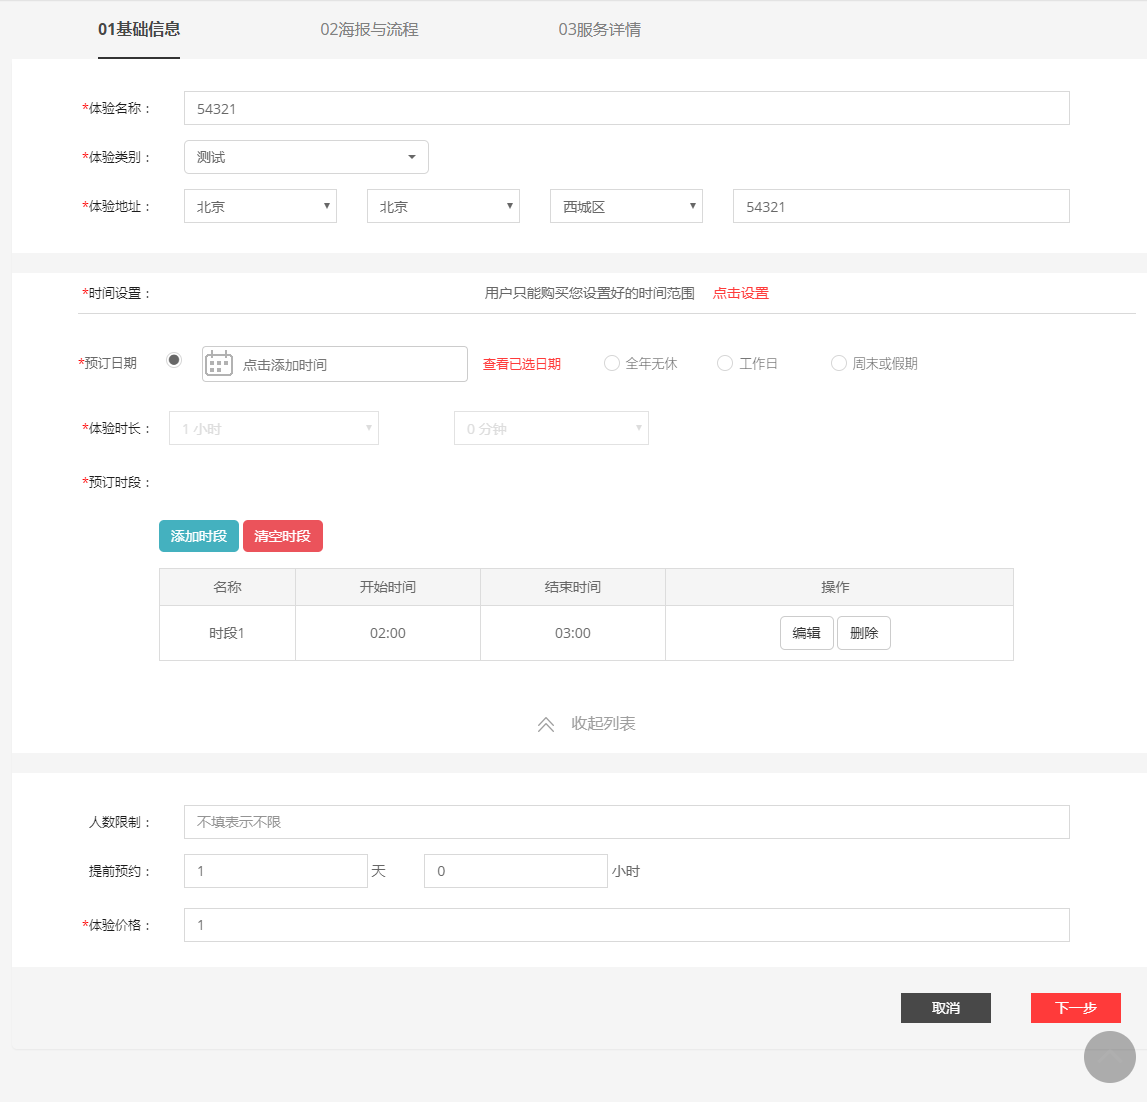 01基础信息 02海报与流程 03服务详情
*体验名称： 54321
*体验类别： 测试
*体验地址： 北京 北京 西城区 54321
*时间设置： 用户只能购买您设置好的时间范围 点击设置
*预订日期 点击添加时间 查看已选日期 全年无休 工作日 周末或假期
*体验时长： 1 小时 0 分钟
*预订时段：
添加时段 清空时段
名称 开始时间 结束时间 操作
时段1 02:00 03:00 编辑 删除
收起列表
人数限制： 不填表示不限
提前预约： 1 天 0 小时
*体验价格： 1
取消 下一步